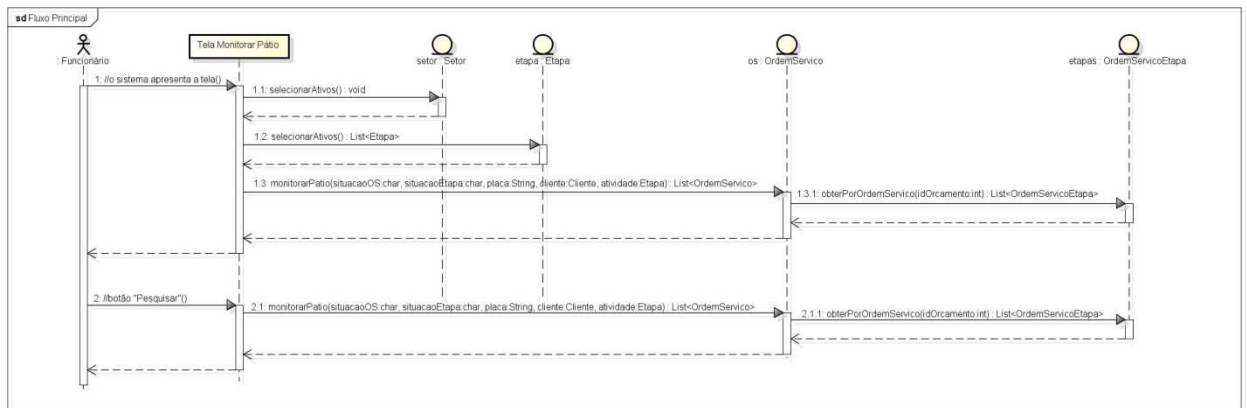 sd Fluxo Principal
: Funcionário
Tela Monitorar Pátio
setor : Setor
etapa : Etapa
os : OrdemServico
etapas : OrdemServicoEtapa
1: //o sistema apresenta a tela()
1.1: selecionarAtivos() : void
1.2: selecionarAtivos() : List<Etapa>
1.3: monitorarPatio(situacaoOS:char, situacaoEtapa:char, placa:String, cliente:Cliente, atividade:Etapa) : List<OrdemServico>
1.3.1: obterPorOrdemServico(idOrcamento:int) : List<OrdemServicoEtapa>
2: //botão "Pesquisar"()
2.1: monitorarPatio(situacaoOS:char, situacaoEtapa:char, placa:String, cliente:Cliente, atividade:Etapa) : List<OrdemServico>
2.1.1: obterPorOrdemServico(idOrcamento:int) : List<OrdemServicoEtapa>